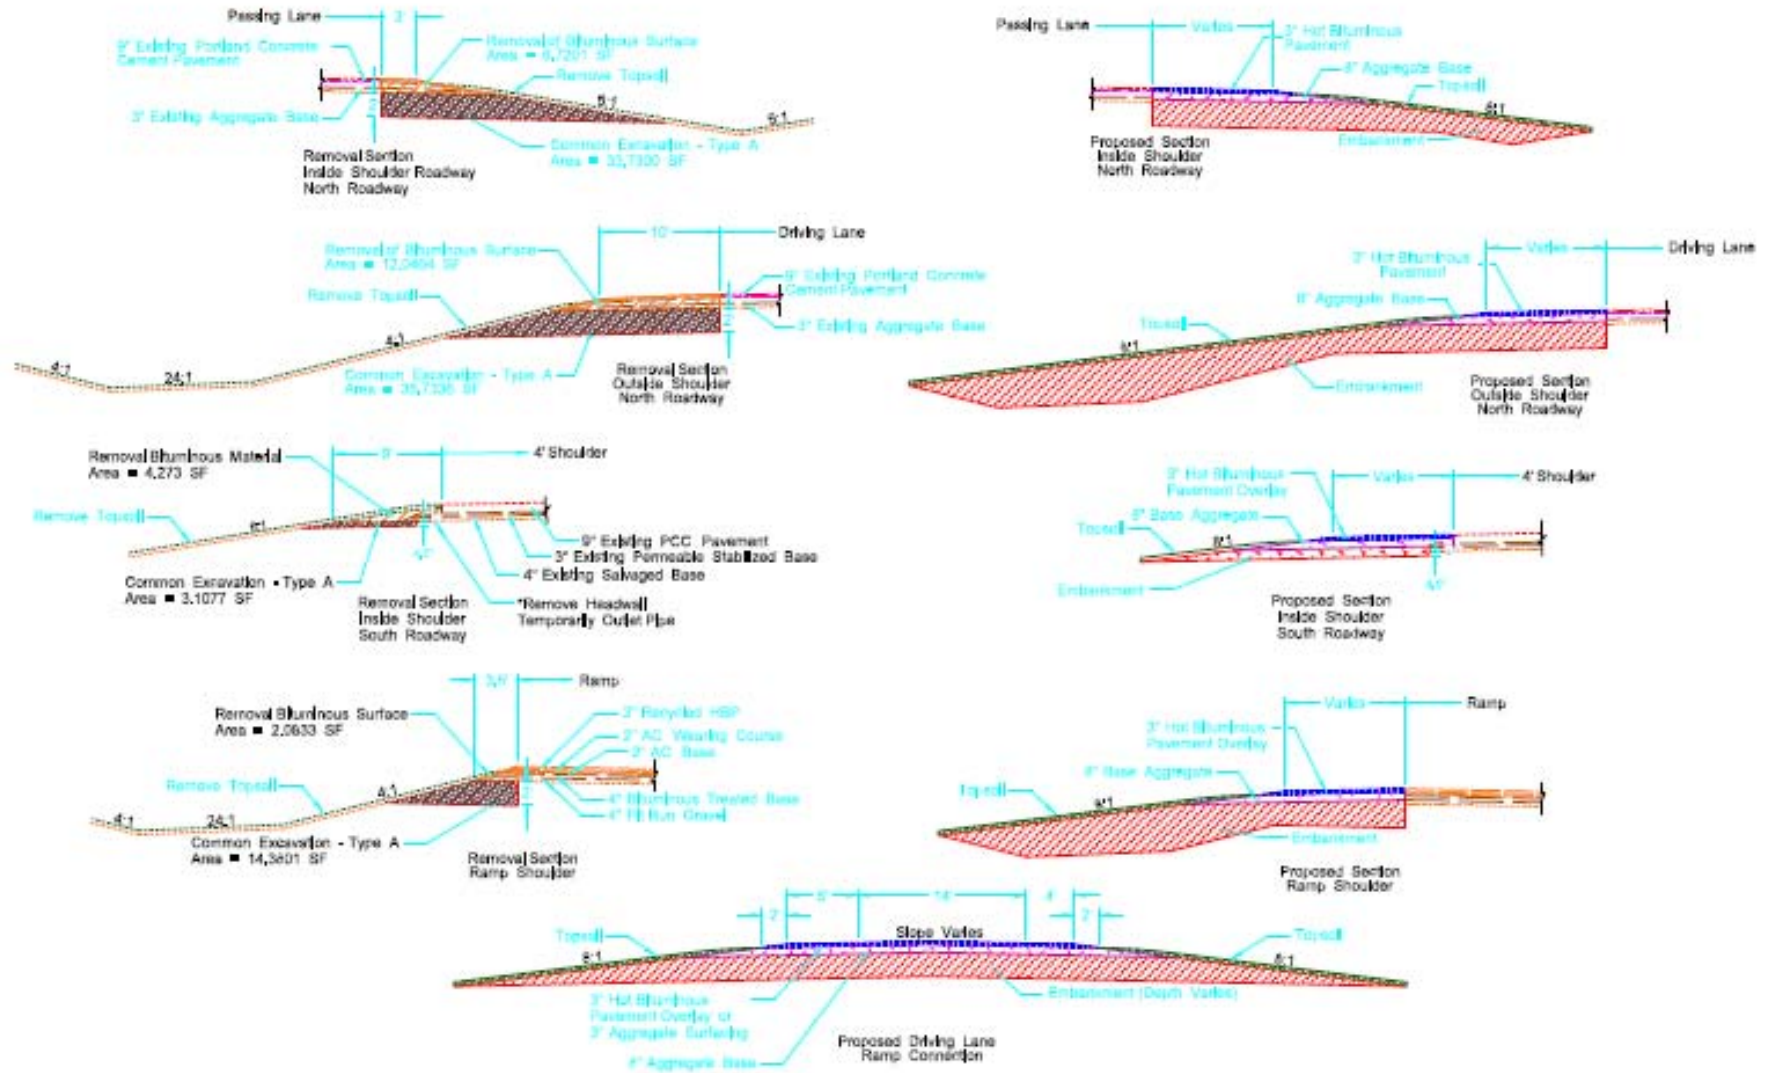 Passing Lane
3'
9" Existing Portland Concrete
Cement Pavement
Removal of Bituminous Surface
Area =
Remove Topsoil
6:1
6:1
3" Existing Aggregate Base
Common Excavation - Type A
Area =
Removal Section
Inside Shoulder Roadway
North Roadway
Passing Lane
Varies
3" Hot Bituminous
Pavement
8" Aggregate Base
Topsoil
6:1
Embankment
Proposed Section
Inside Shoulder
North Roadway
10'
Driving Lane
Removal of Bituminous Surface
Area =
Remove Topsoil
9" Existing Portland Concrete
Cement Pavement
3" Existing Aggregate Base
4:1
24:1
4:1
Common Excavation - Type A
Area =
Removal Section
Outside Shoulder
North Roadway
Varies
Driving Lane
3" Hot Bituminous
Pavement
8" Aggregate Base
Topsoil
Embankment
Proposed Section
Outside Shoulder
North Roadway
4' Shoulder
Removal Bituminous Material
Area = 4.273 SF
Remove Topsoil
9" Existing PCC Pavement
3" Existing Permeable Stabilized Base
4" Existing Salvaged Base
Common Excavation - Type A
Area = 3.1077 SF
*Remove Headwall
Temporarily Outlet Pipe
Removal Section
Inside Shoulder
South Roadway
Varies
4' Shoulder
3" Hot Bituminous
Pavement Overlay
8" Base Aggregate
Topsoil
Embankment
Proposed Section
Inside Shoulder
South Roadway
Ramp
Removal Bituminous Surface
Area = 2.0833 SF
Recycled HBP
2" AC Wearing Course
2" AC Base
Remove Topsoil
4" Bituminous Treated Base
4" Pit Run Gravel
4:1
24:1
4:1
Common Excavation - Type A
Area =
Removal Section
Ramp Shoulder
Varies
Ramp
3" Hot Bituminous
Pavement Overlay
8" Base Aggregate
Topsoil
Embankment
Proposed Section
Ramp Shoulder
14'
4'
2'
2'
Slope Varies
Topsoil
Topsoil
6:1
6:1
3" Hot Bituminous
Pavement Overlay or
3" Aggregate Surfacing
Embankment (Depth Varies)
8" Aggregate Base
Proposed Driving Lane
Ramp Connection